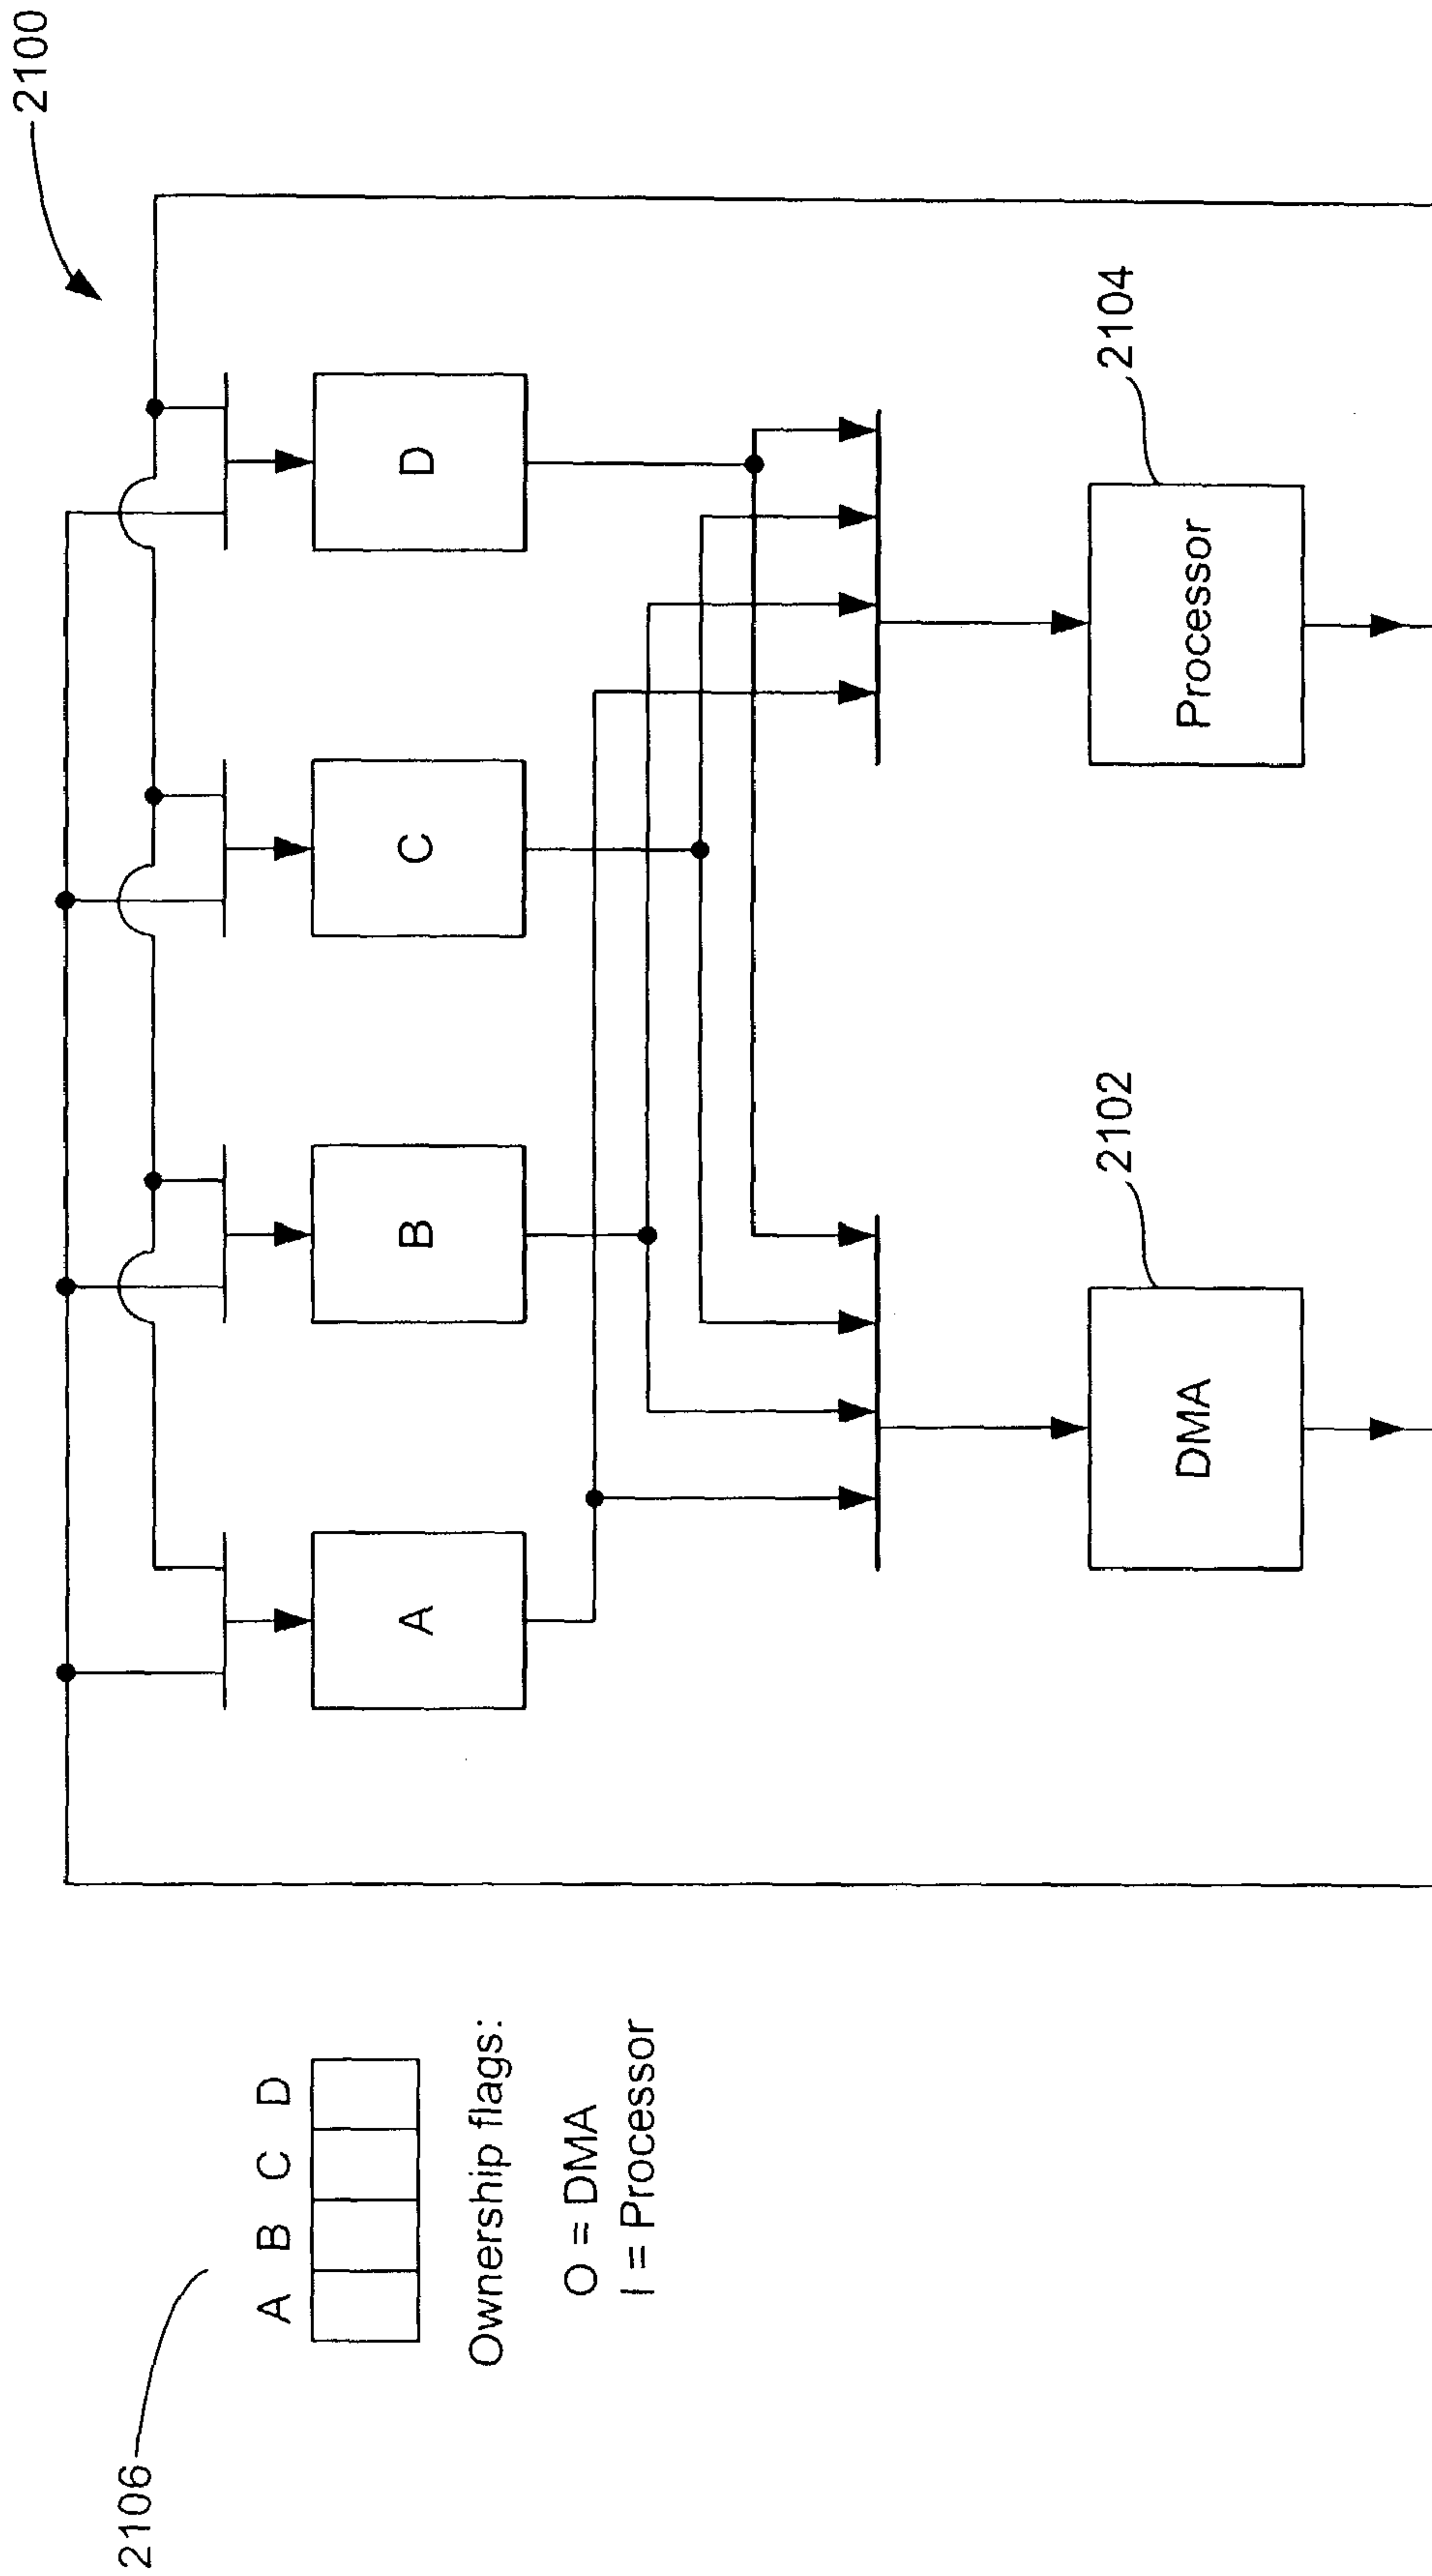 2100
2106
A B C D
Ownership flags:
O = DMA
I = Processor
A
B
C
D
2102
DMA
2104
Processor